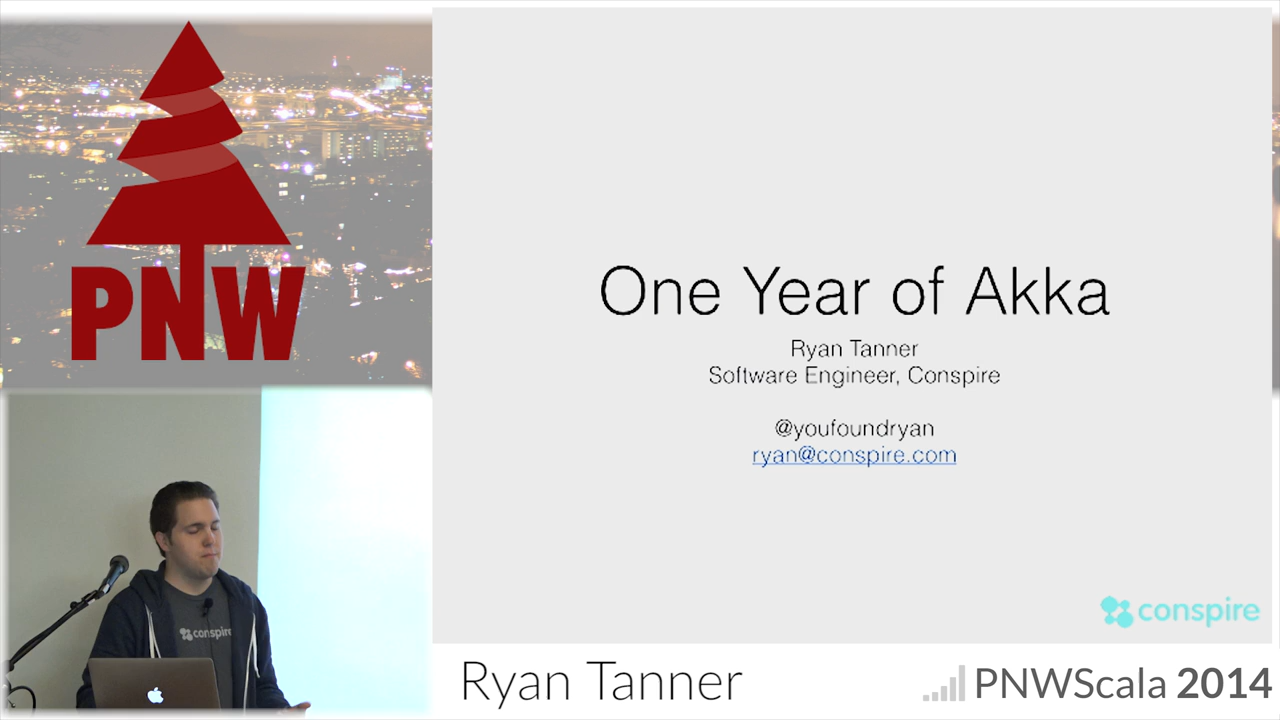 PNW
One Year of Akka
Ryan Tanner
Software Engineer, Conspire
@youfoundryan
ryan@conspire.com
conspire
conspire
Ryan Tanner
PNWScala 2014